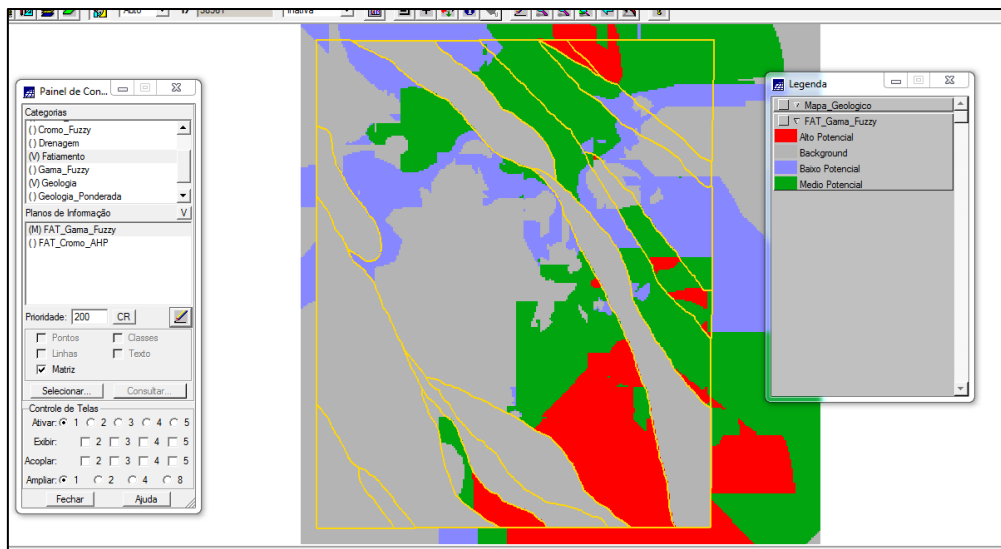 Auto
Inativa
Painel de Con...
Categorias
() Cromo_Fuzzy
() Drenagem
(V) Fatiamento
() Gama_Fuzzy
(V) Geologia
() Geologia_Ponderada
Planos de Informação V
(M) FAT_Gama_Fuzzy
() FAT_Cromo_AHP
Prioridade: 200 CR
Pontos Classes
Linhas Texto
Matriz
Selecionar... Consultar...
Controle de Telas
Ativar: 1 2 3 4 5
Exibir: 2 3 4 5
Acoplar: 2 3 4 5
Ampliar: 1 2 4 8
Fechar Ajuda
Legenda
Mapa_Geologico
FAT_Gama_Fuzzy
Alto Potencial
Background
Baixo Potencial
Medio Potencial